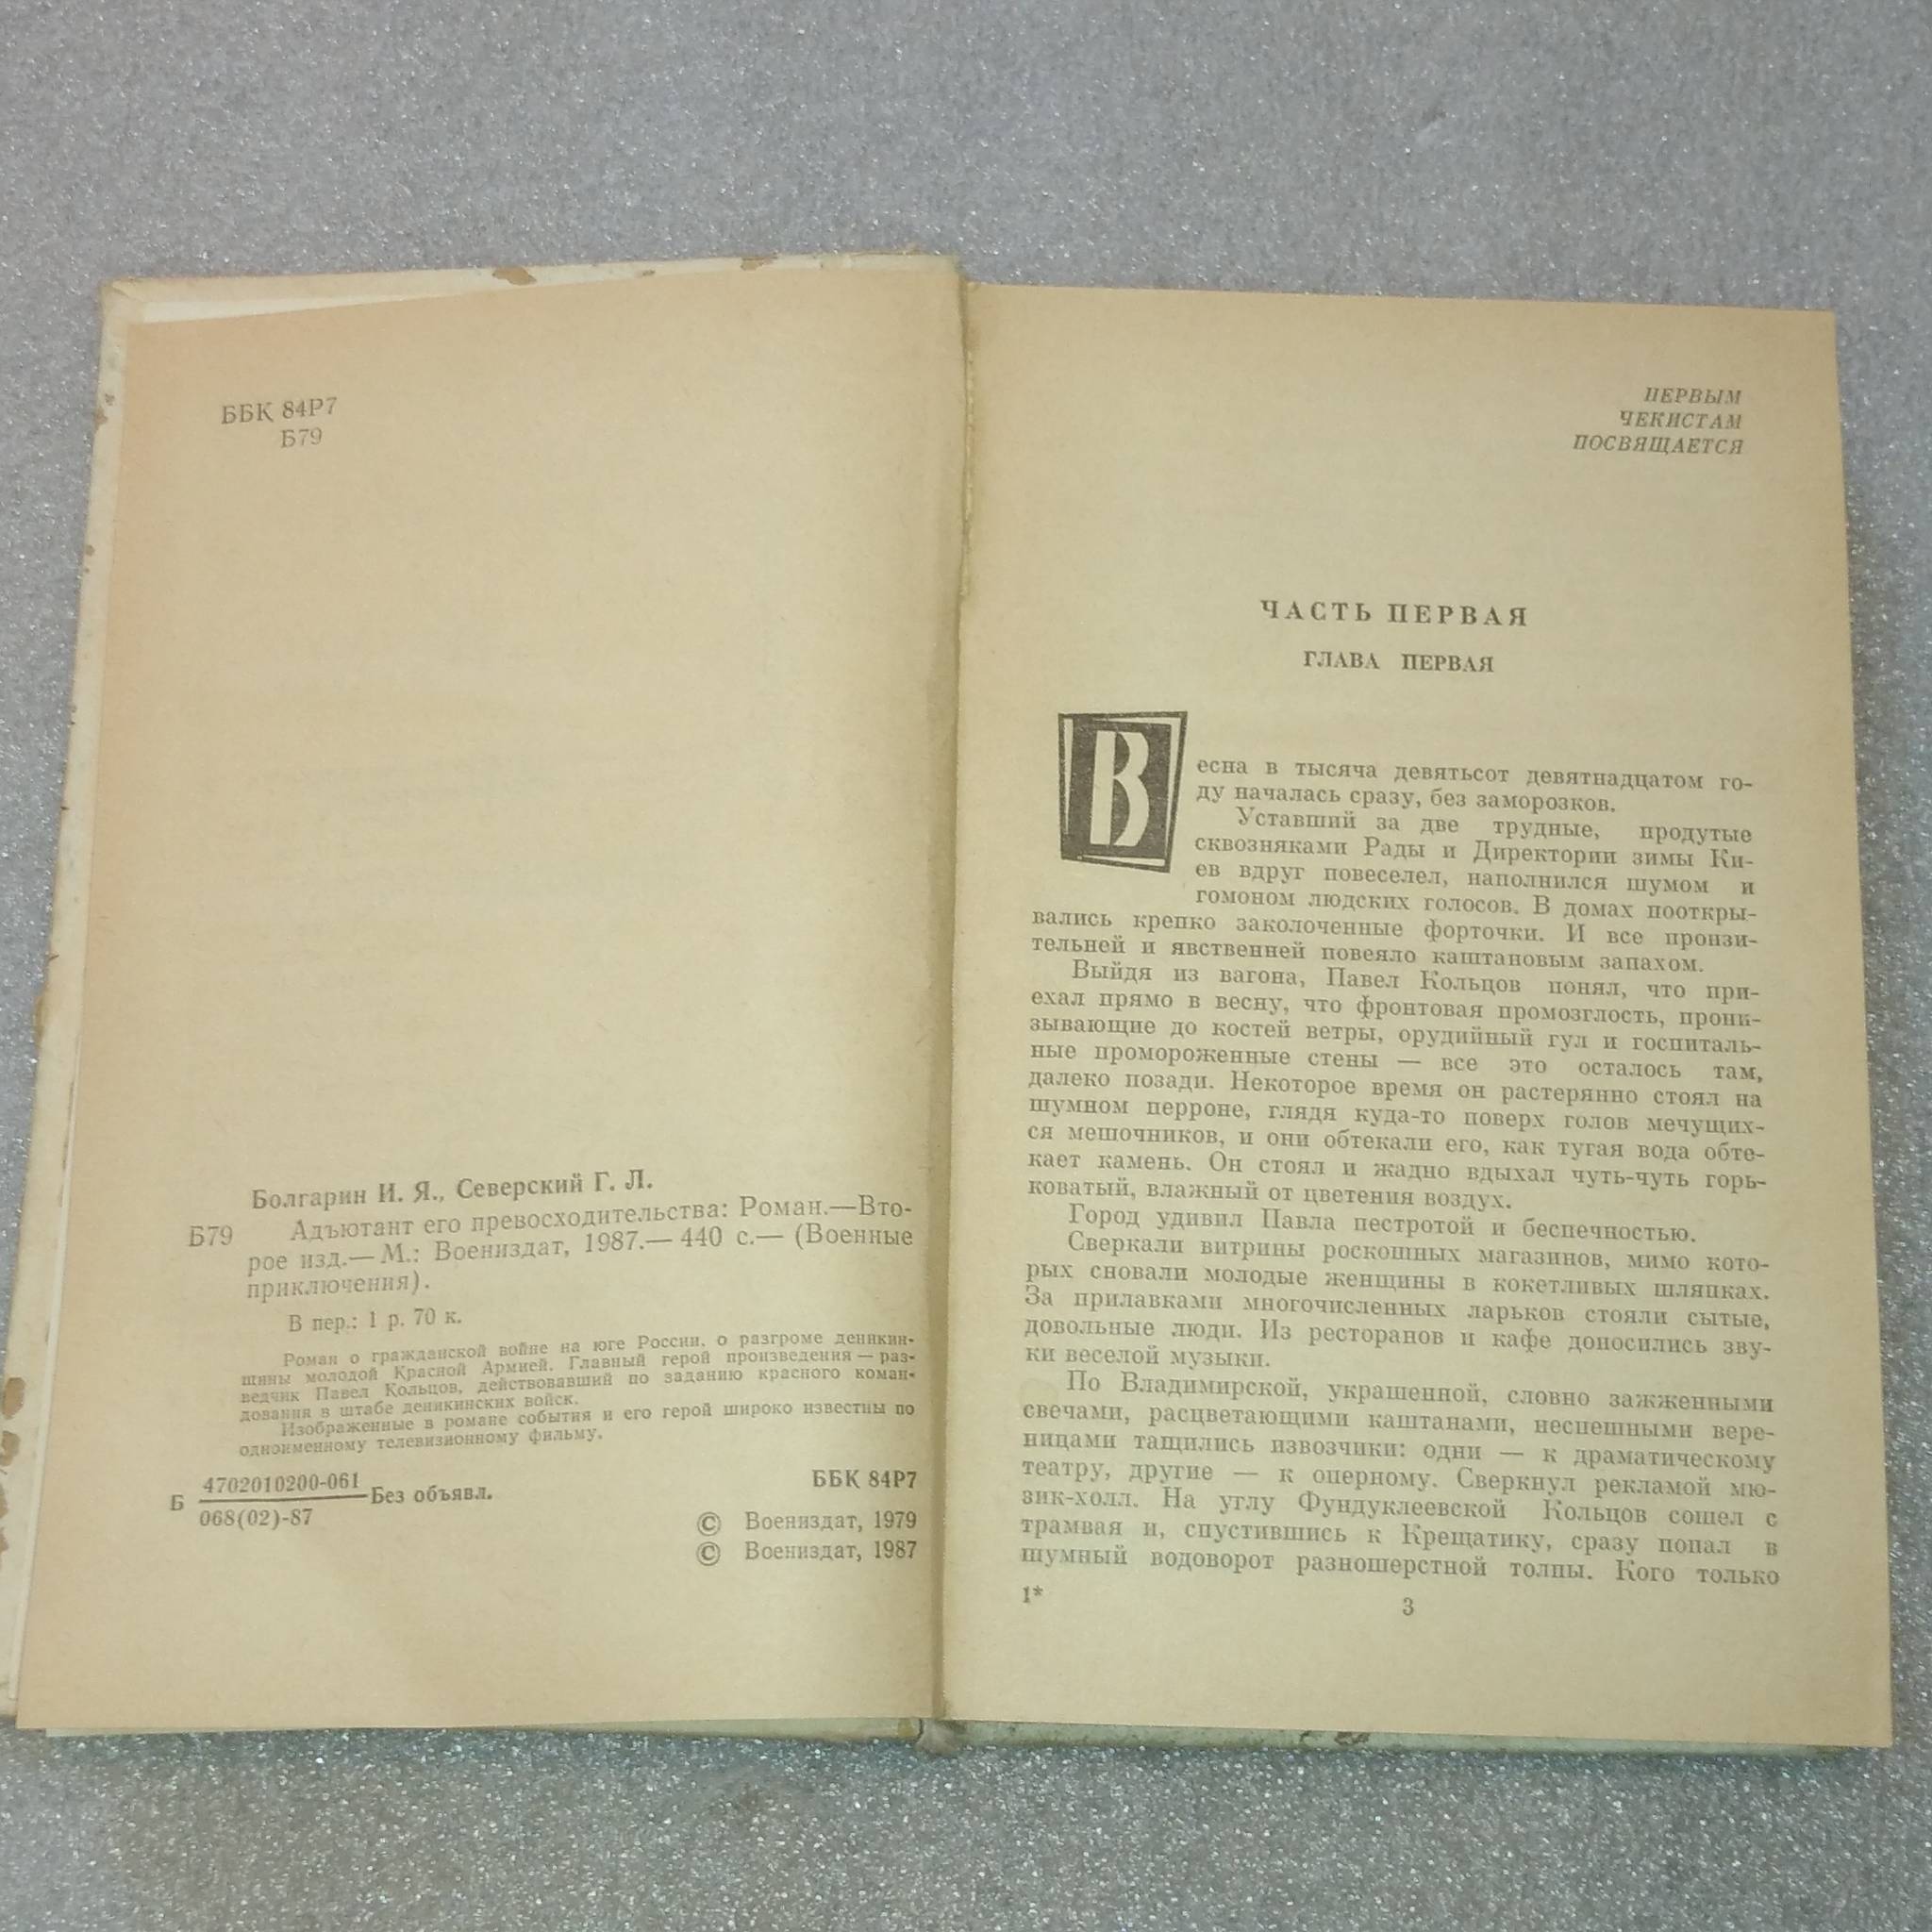 ББК 84Р7
Б79
Болгарин И. Я., Северский Г. Л.
Б79 Адъютант его превосходительства: Роман.—Вто-
рое изд.— М.: Воениздат, 1987.— 440 с.— (Военные
приключения).
В пер.: 1 р. 70 к.
Роман о гражданской войне на юге России, о разгроме деникин-
щины молодой Красной Армией. Главный герой произведения — раз-
ведчик Павел Кольцов, действовавший по заданию красного коман-
дования в штабе деникинских войск.
Изображенные в романе события и его герой широко известны по
одноименному телевизионному фильму.
Б 4702010200-061 Без объявл.
068(02)-87
ББК 84Р7
© Воениздат, 1979
© Воениздат, 1987
ПЕРВЫМ
ЧЕКИСТАМ
ПОСВЯЩАЕТСЯ
ЧАСТЬ ПЕРВАЯ
ГЛАВА ПЕРВАЯ
Весна в тысяча девятьсот девятнадцатом го-
ду началась сразу, без заморозков.
Уставший за две трудные, продутые
сквозняками Рады и Директории зимы Ки-
ев вдруг повеселел, наполнился шумом и
гомоном людских голосов. В домах пооткры-
вались крепко заколоченные форточки. И все пронзи-
тельней и явственней повеяло каштановым запахом.
Выйдя из вагона, Павел Кольцов понял, что при-
ехал прямо в весну, что фронтовая промозглость, прони-
зывающие до костей ветры, орудийный гул и госпиталь-
ные промороженные стены — все это осталось там,
далеко позади. Некоторое время он растерянно стоял на
шумном перроне, глядя куда-то поверх голов мечущих-
ся мешочников, и они обтекали его, как тугая вода обте-
кает камень. Он стоял и жадно вдыхал чуть-чуть горь-
коватый, влажный от цветения воздух.
Город удивил Павла пестротой и беспечностью.
Сверкали витрины роскошных магазинов, мимо кото-
рых сновали молодые женщины в кокетливых шляпках.
За прилавками многочисленных ларьков стояли сытые,
довольные люди. Из ресторанов и кафе доносились зву-
ки веселой музыки.
По Владимирской, украшенной, словно зажженными
свечами, расцветающими каштанами, неспешными вере-
ницами тащились извозчики: одни — к драматическому
театру, другие — к оперному. Сверкнул рекламой мю-
зик-холл. На углу Фундуклеевской Кольцов сошел с
трамвая и, спустившись к Крещатику, сразу попал в
шумный водоворот разношерстной толпы. Кого только
1*
3